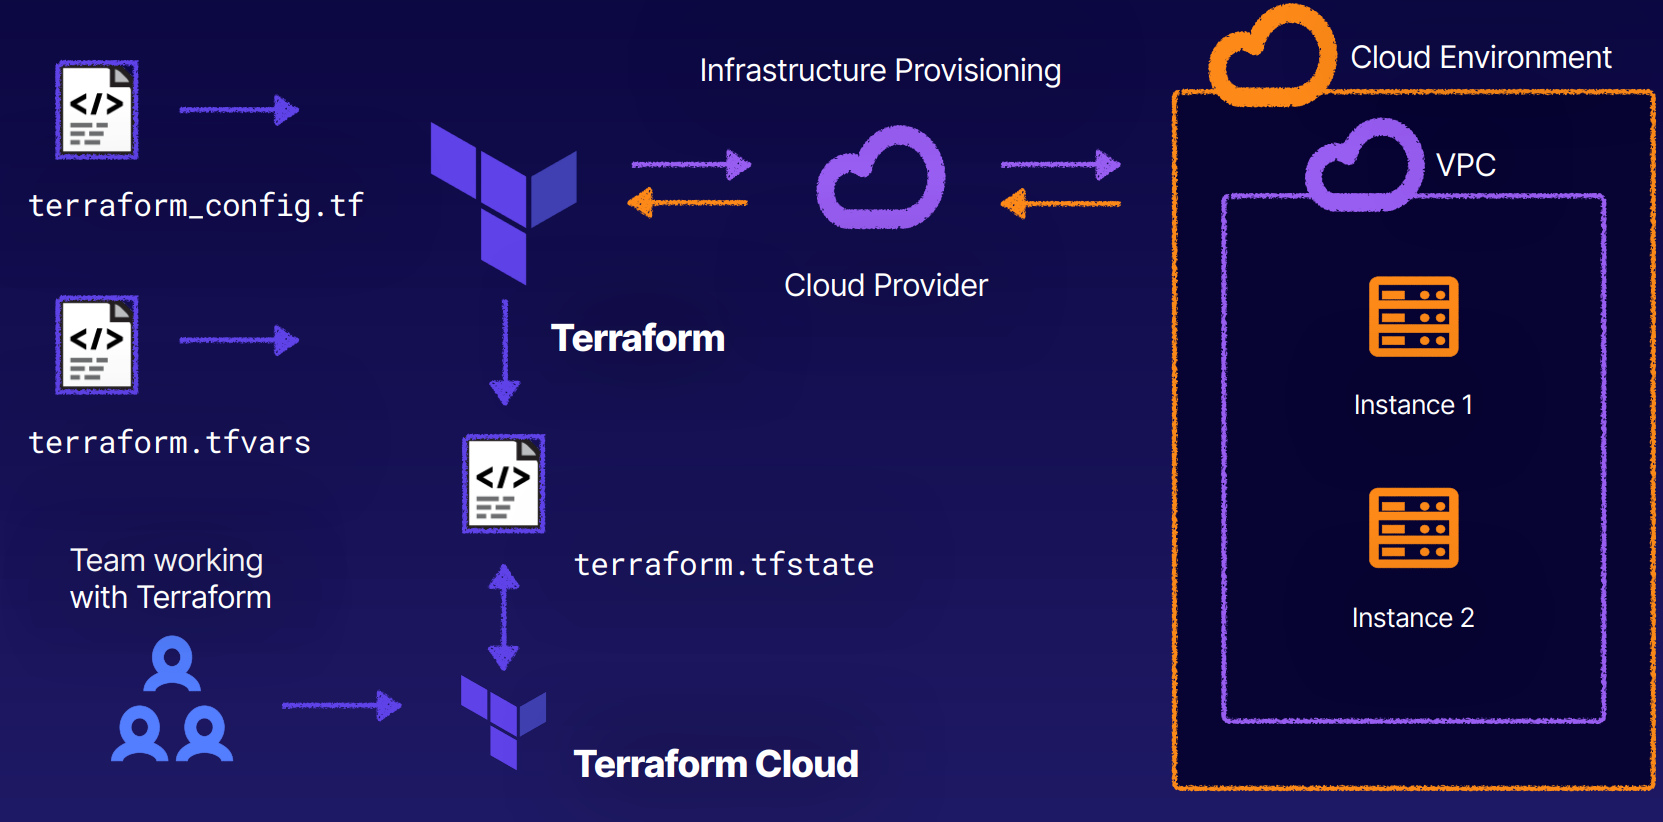 Infrastructure Provisioning
Cloud Environment
</>
terraform_config.tf
VPC
Cloud Provider
Terraform
</>
terraform.tfvars
Instance 1
</>
terraform.tfstate
Team working
with Terraform
Instance 2
Terraform Cloud